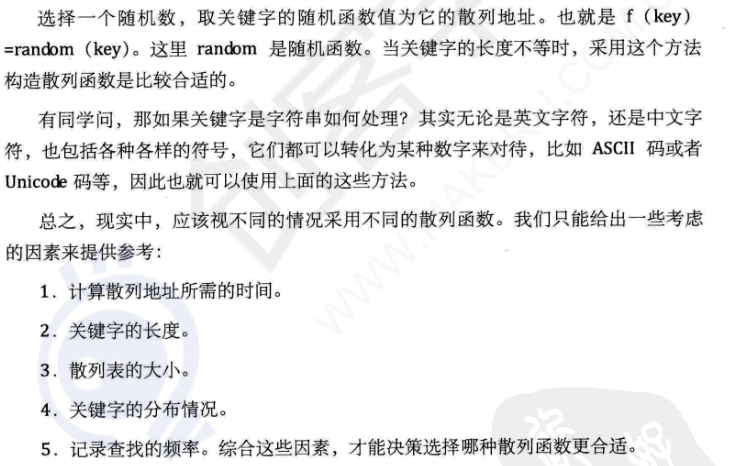 选择一个随机数，取关键字的随机函数值为它的散列地址。也就是 f（key）
=random（key）。这里 random 是随机函数。当关键字的长度不等时，采用这个方法
构造散列函数是比较合适的。
有同学问，那如果关键字是字符串如何处理？其实无论是英文字符，还是中文字
符，也包括各种各样的符号，它们都可以转化为某种数字来对待，比如 ASCII 码或者
Unicode 码等，因此也就可以使用上面的这些方法。
总之，现实中，应该视不同的情况采用不同的散列函数。我们只能给出一些考虑
的因素来提供参考：
1．计算散列地址所需的时间。
2．关键字的长度。
3．散列表的大小。
4．关键字的分布情况。
5．记录查找的频率。综合这些因素，才能决策选择哪种散列函数更合适。